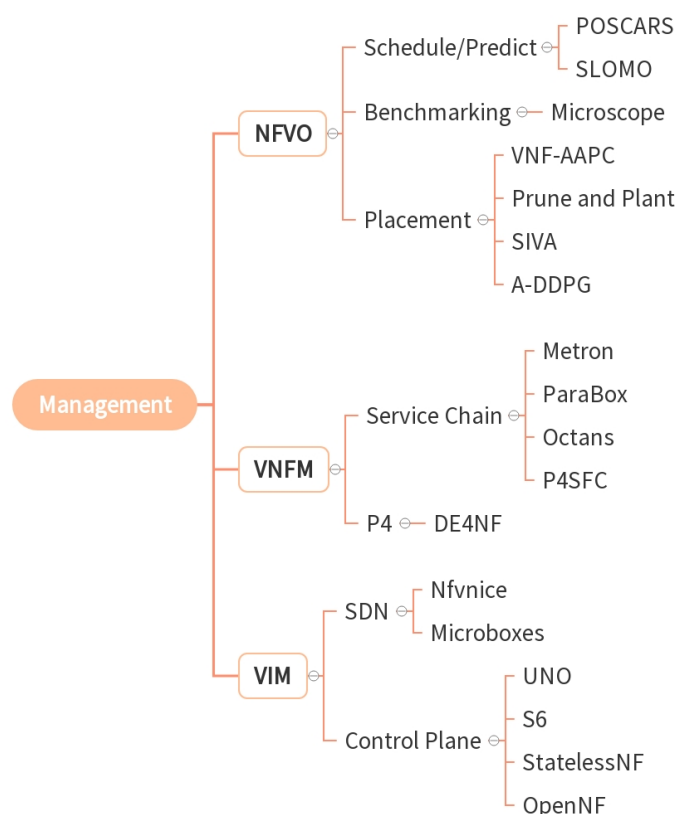 Management
NFVO
Schedule/Predict
POSCARS
SLOMO
Benchmarking
Microscope
Placement
VNF-AAPC
Prune and Plant
SIVA
A-DDPG
VNFM
Service Chain
Metron
ParaBox
Octans
P4SFC
P4
DE4NF
VIM
SDN
Nfvnice
Microboxes
Control Plane
UNO
S6
StatelessNF
OpenNF